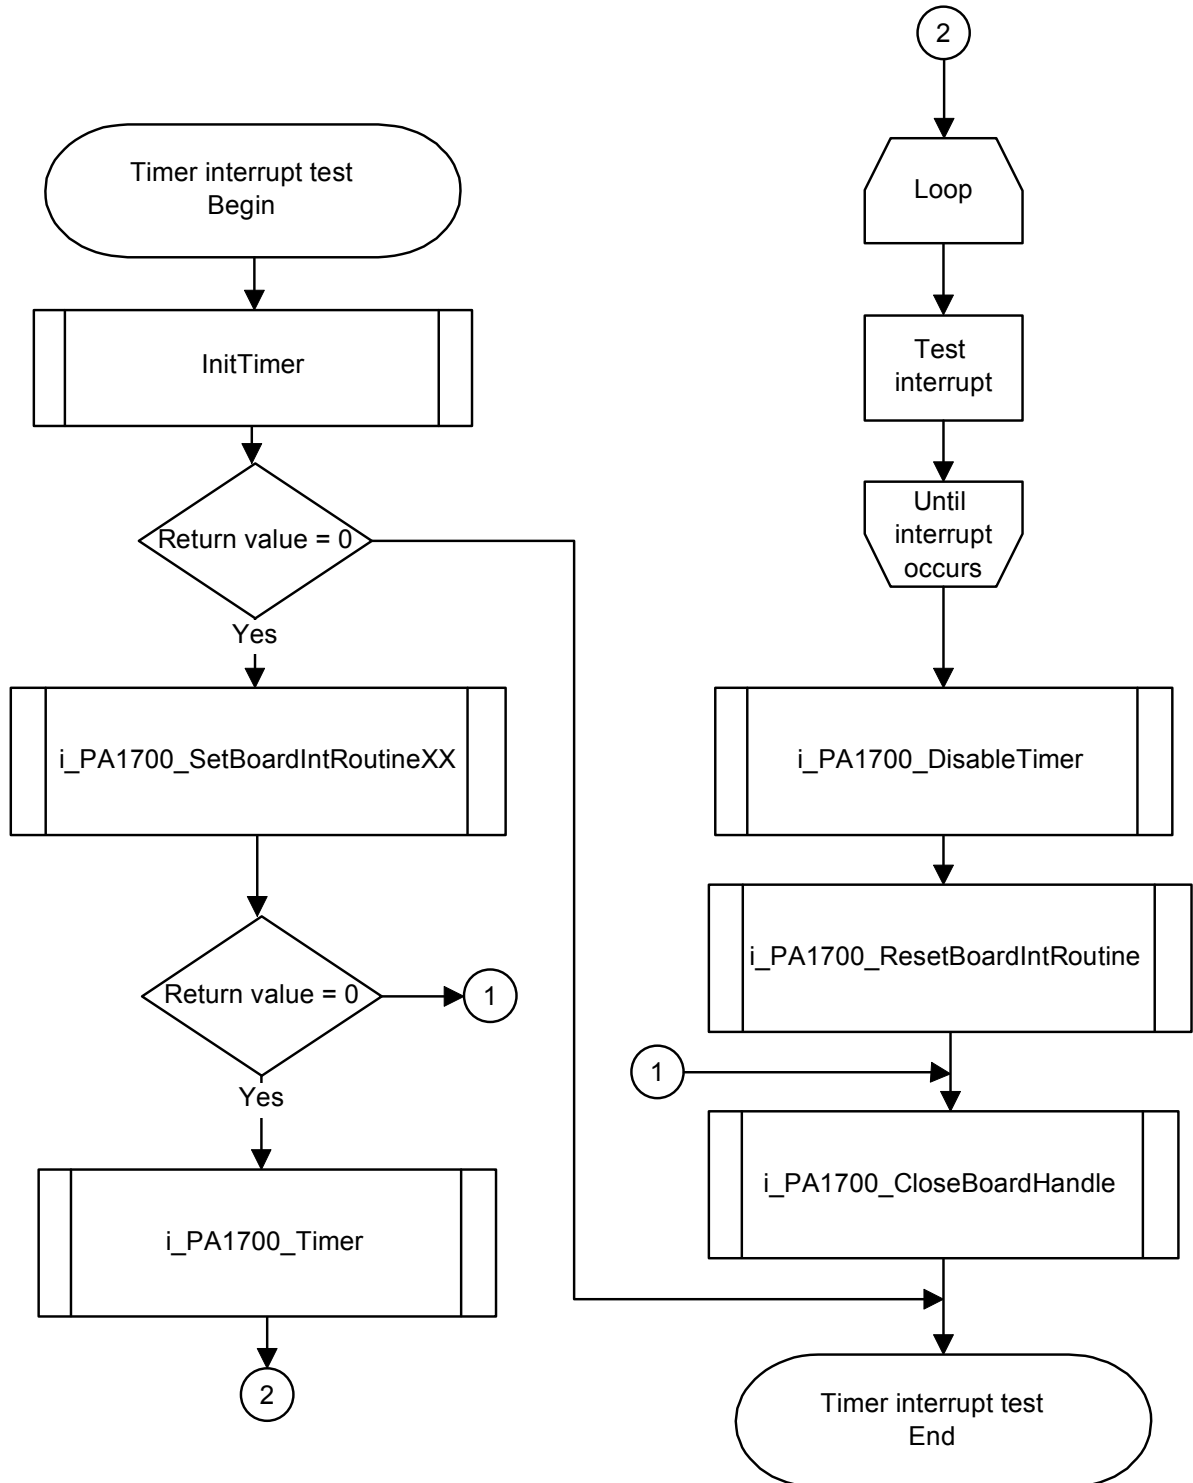 Timer interrupt test
Begin
InitTimer
Return value = 0
Yes
i_PA1700_SetBoardIntRoutineXX
Return value = 0
1
Yes
i_PA1700_Timer
2
2
Loop
Test
interrupt
Until
interrupt
occurs
i_PA1700_DisableTimer
i_PA1700_ResetBoardIntRoutine
1
i_PA1700_CloseBoardHandle
Timer interrupt test
End